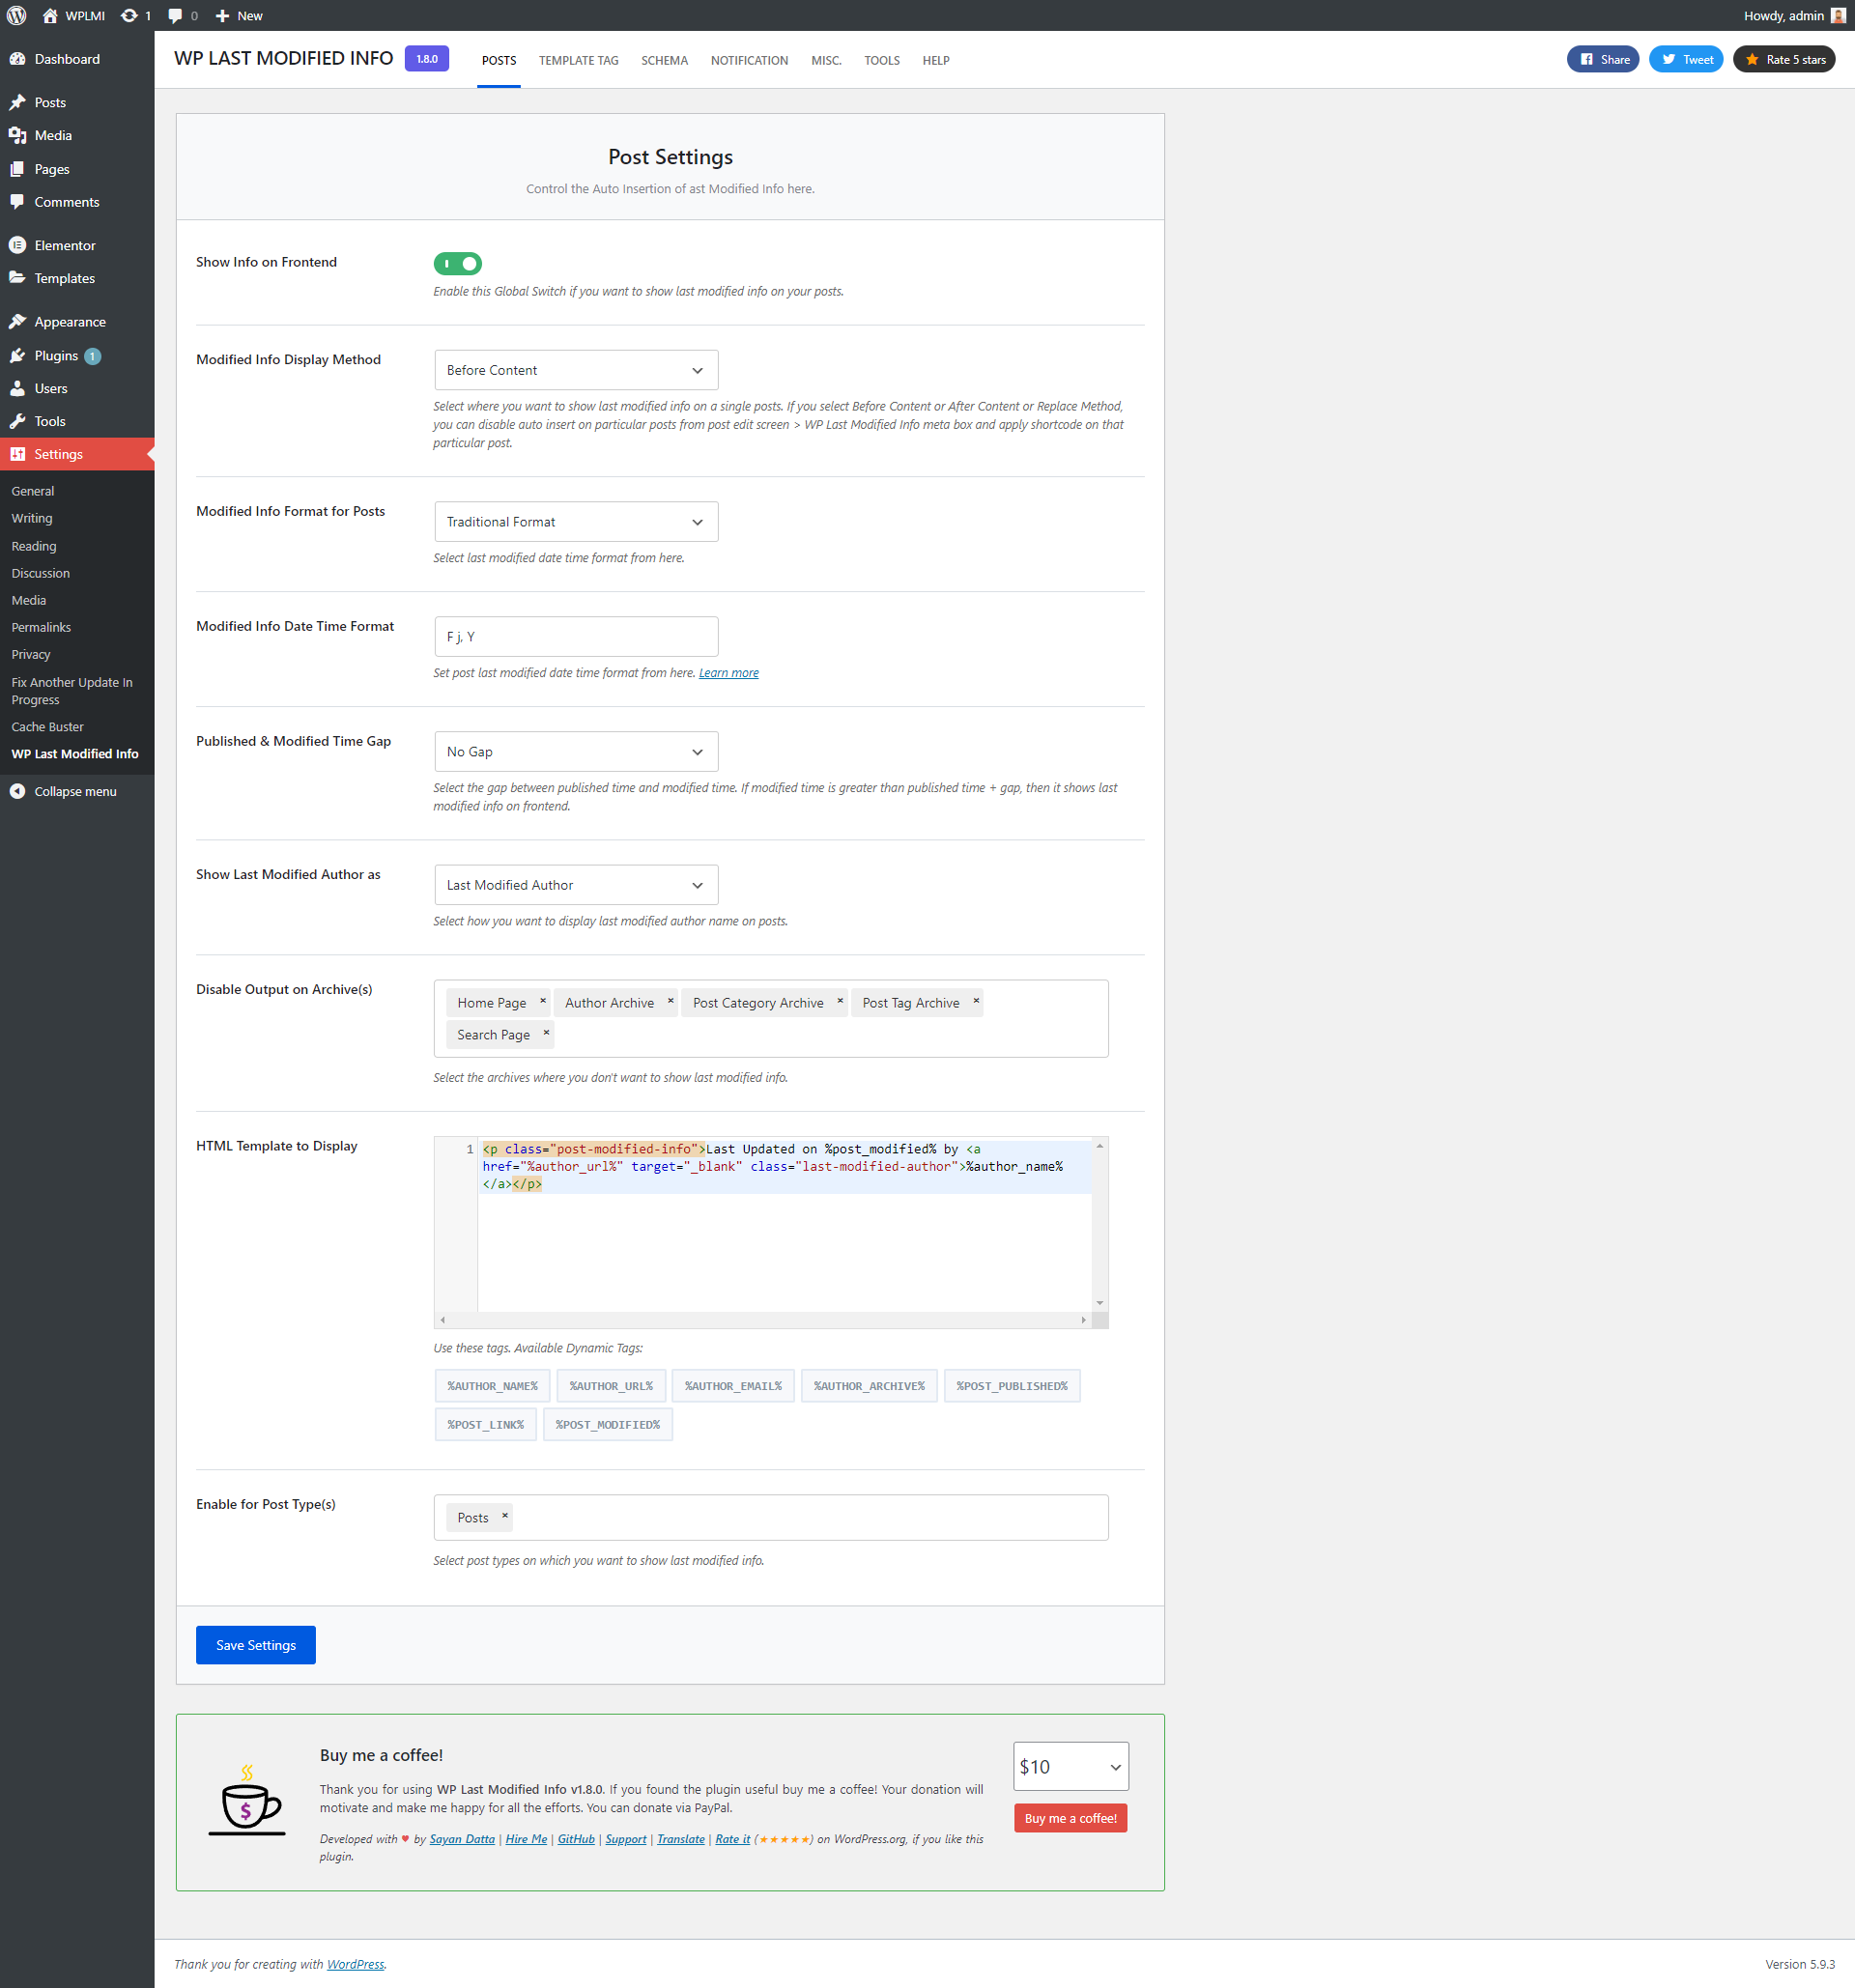 WPLMI 1 0 New Howdy, admin
Dashboard
Posts
Media
Pages
Comments
Elementor
Templates
Appearance
Plugins 1
Users
Tools
Settings
General
Writing
Reading
Discussion
Media
Permalinks
Privacy
Fix Another Update In
Progress
Cache Buster
WP Last Modified Info
Collapse menu
WP LAST MODIFIED INFO 1.8.0 POSTS TEMPLATE TAG SCHEMA NOTIFICATION MISC. TOOLS HELP Share Tweet Rate 5 stars
Post Settings
Control the Auto Insertion of ast Modified Info here.
Show Info on Frontend
Enable this Global Switch if you want to show last modified info on your posts.
Modified Info Display Method
Before Content
Select where you want to show last modified info on a single posts. If you select Before Content or After Content or Replace Method,
you can disable auto insert on particular posts from post edit screen > WP Last Modified Info meta box and apply shortcode on that
particular post.
Modified Info Format for Posts
Traditional Format
Select last modified date time format from here.
Modified Info Date Time Format
F j, Y
Set post last modified date time format from here. Learn more
Published & Modified Time Gap
No Gap
Select the gap between published time and modified time. If modified time is greater than published time + gap, then it shows last
modified info on frontend.
Show Last Modified Author as
Last Modified Author
Select how you want to display last modified author name on posts.
Disable Output on Archive(s)
Home Page × Author Archive × Post Category Archive × Post Tag Archive ×
Search Page ×
Select the archives where you don't want to show last modified info.
HTML Template to Display
1 <p class="post-modified-info">Last Updated on %post_modified% by <a
href="%author_url%" target="_blank" class="last-modified-author">%author_name%
</a></p>
Use these tags. Available Dynamic Tags:
%AUTHOR_NAME% %AUTHOR_URL% %AUTHOR_EMAIL% %AUTHOR_ARCHIVE% %POST_PUBLISHED%
%POST_LINK% %POST_MODIFIED%
Enable for Post Type(s)
Posts ×
Select post types on which you want to show last modified info.
Save Settings
Buy me a coffee!
Thank you for using WP Last Modified Info v1.8.0. If you found the plugin useful buy me a coffee! Your donation will
motivate and make me happy for all the efforts. You can donate via PayPal.
Developed with ♥ by Sayan Datta | Hire Me | GitHub | Support | Translate | Rate it (★★★★★) on WordPress.org, if you like this
plugin.
$
$10
Buy me a coffee!
Thank you for creating with WordPress. Version 5.9.3